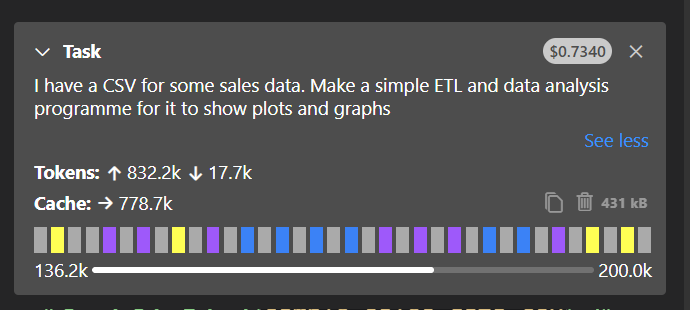 Task $0.7340
I have a CSV for some sales data. Make a simple ETL and data analysis
programme for it to show plots and graphs
See less
Tokens: ↑ 832.2k ↓ 17.7k
Cache: → 778.7k 431 kB
136.2k 200.0k